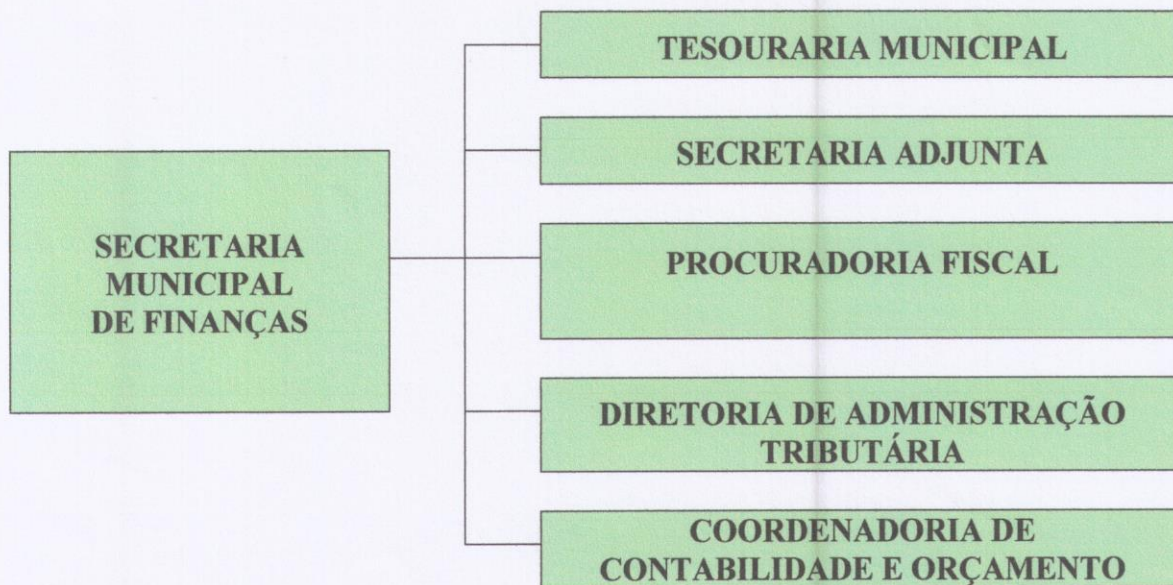 SECRETARIA
MUNICIPAL
DE FINANÇAS
TESOURARIA MUNICIPAL
SECRETARIA ADJUNTA
PROCURADORIA FISCAL
DIRETORIA DE ADMINISTRAÇÃO
TRIBUTÁRIA
COORDENADORIA DE
CONTABILIDADE E ORÇAMENTO